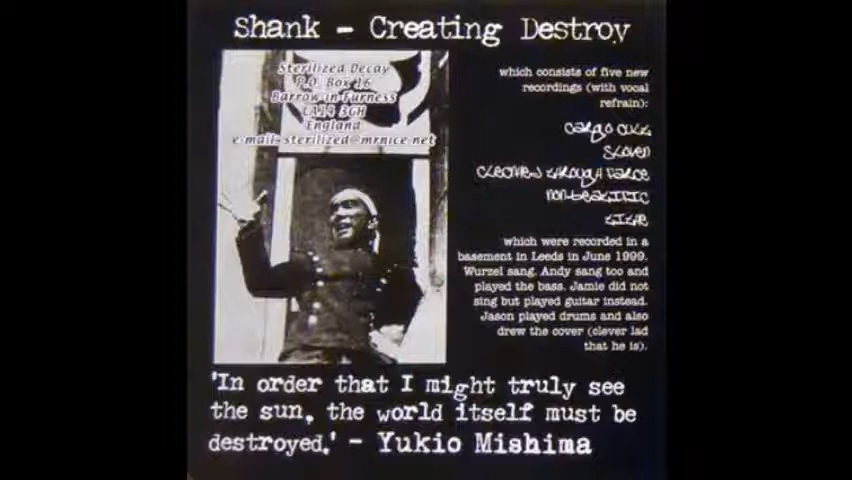 Shank - Creating Destroy
Sterilized Decay
P.O. Box 16
Barrow in Furness
LA14 3GH
England
e-mail-sterilized@mrnice.net
which consists of five new
recordings (with vocal
refrain):
cargo cult
sloven
non-beatific
which were recorded in a
basement in Leeds in June 1999.
Wurzel sang. Andy sang too and
played the bass. Jamie did not
sing but played guitar instead.
Jason played drums and also
drew the cover (clever lad
that he is).
'In order that I might truly see
the sun, the world itself must be
destroyed.' - Yukio Mishima